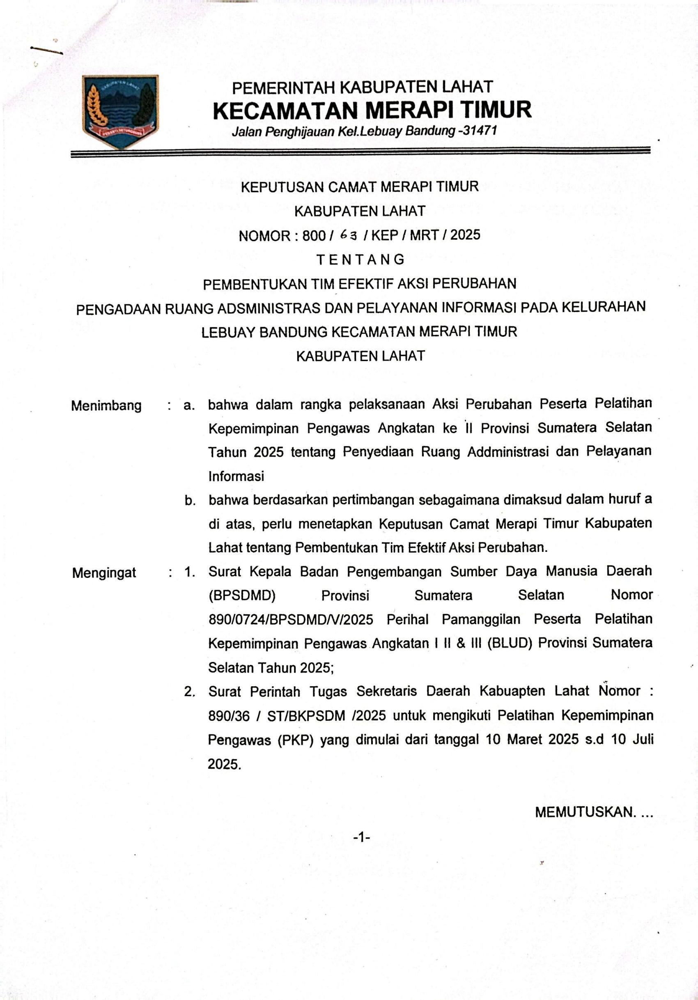 KABUPATEN LAHAT
PEMERINTAH KABUPATEN LAHAT
KECAMATAN MERAPI TIMUR
Jalan Penghijauan Kel.Lebuay Bandung -31471
KEPUTUSAN CAMAT MERAPI TIMUR
KABUPATEN LAHAT
NOMOR : 800 / 63 / KEP / MRT / 2025
T E N T A N G
PEMBENTUKAN TIM EFEKTIF AKSI PERUBAHAN
PENGADAAN RUANG ADSMINISTRAS DAN PELAYANAN INFORMASI PADA KELURAHAN
LEBUAY BANDUNG KECAMATAN MERAPI TIMUR
KABUPATEN LAHAT
Menimbang : a. bahwa dalam rangka pelaksanaan Aksi Perubahan Peserta Pelatihan
Kepemimpinan Pengawas Angkatan ke II Provinsi Sumatera Selatan
Tahun 2025 tentang Penyediaan Ruang Addministrasi dan Pelayanan
Informasi
b. bahwa berdasarkan pertimbangan sebagaimana dimaksud dalam huruf a
di atas, perlu menetapkan Keputusan Camat Merapi Timur Kabupaten
Lahat tentang Pembentukan Tim Efektif Aksi Perubahan.
Mengingat : 1. Surat Kepala Badan Pengembangan Sumber Daya Manusia Daerah
(BPSDMD) Provinsi Sumatera Selatan Nomor
890/0724/BPSDMD/V/2025 Perihal Pamanggilan Peserta Pelatihan
Kepemimpinan Pengawas Angkatan I II & III (BLUD) Provinsi Sumatera
Selatan Tahun 2025;
2. Surat Perintah Tugas Sekretaris Daerah Kabuapten Lahat Nomor :
890/36 / ST/BKPSDM /2025 untuk mengikuti Pelatihan Kepemimpinan
Pengawas (PKP) yang dimulai dari tanggal 10 Maret 2025 s.d 10 Juli
2025.
MEMUTUSKAN. ...
-1-